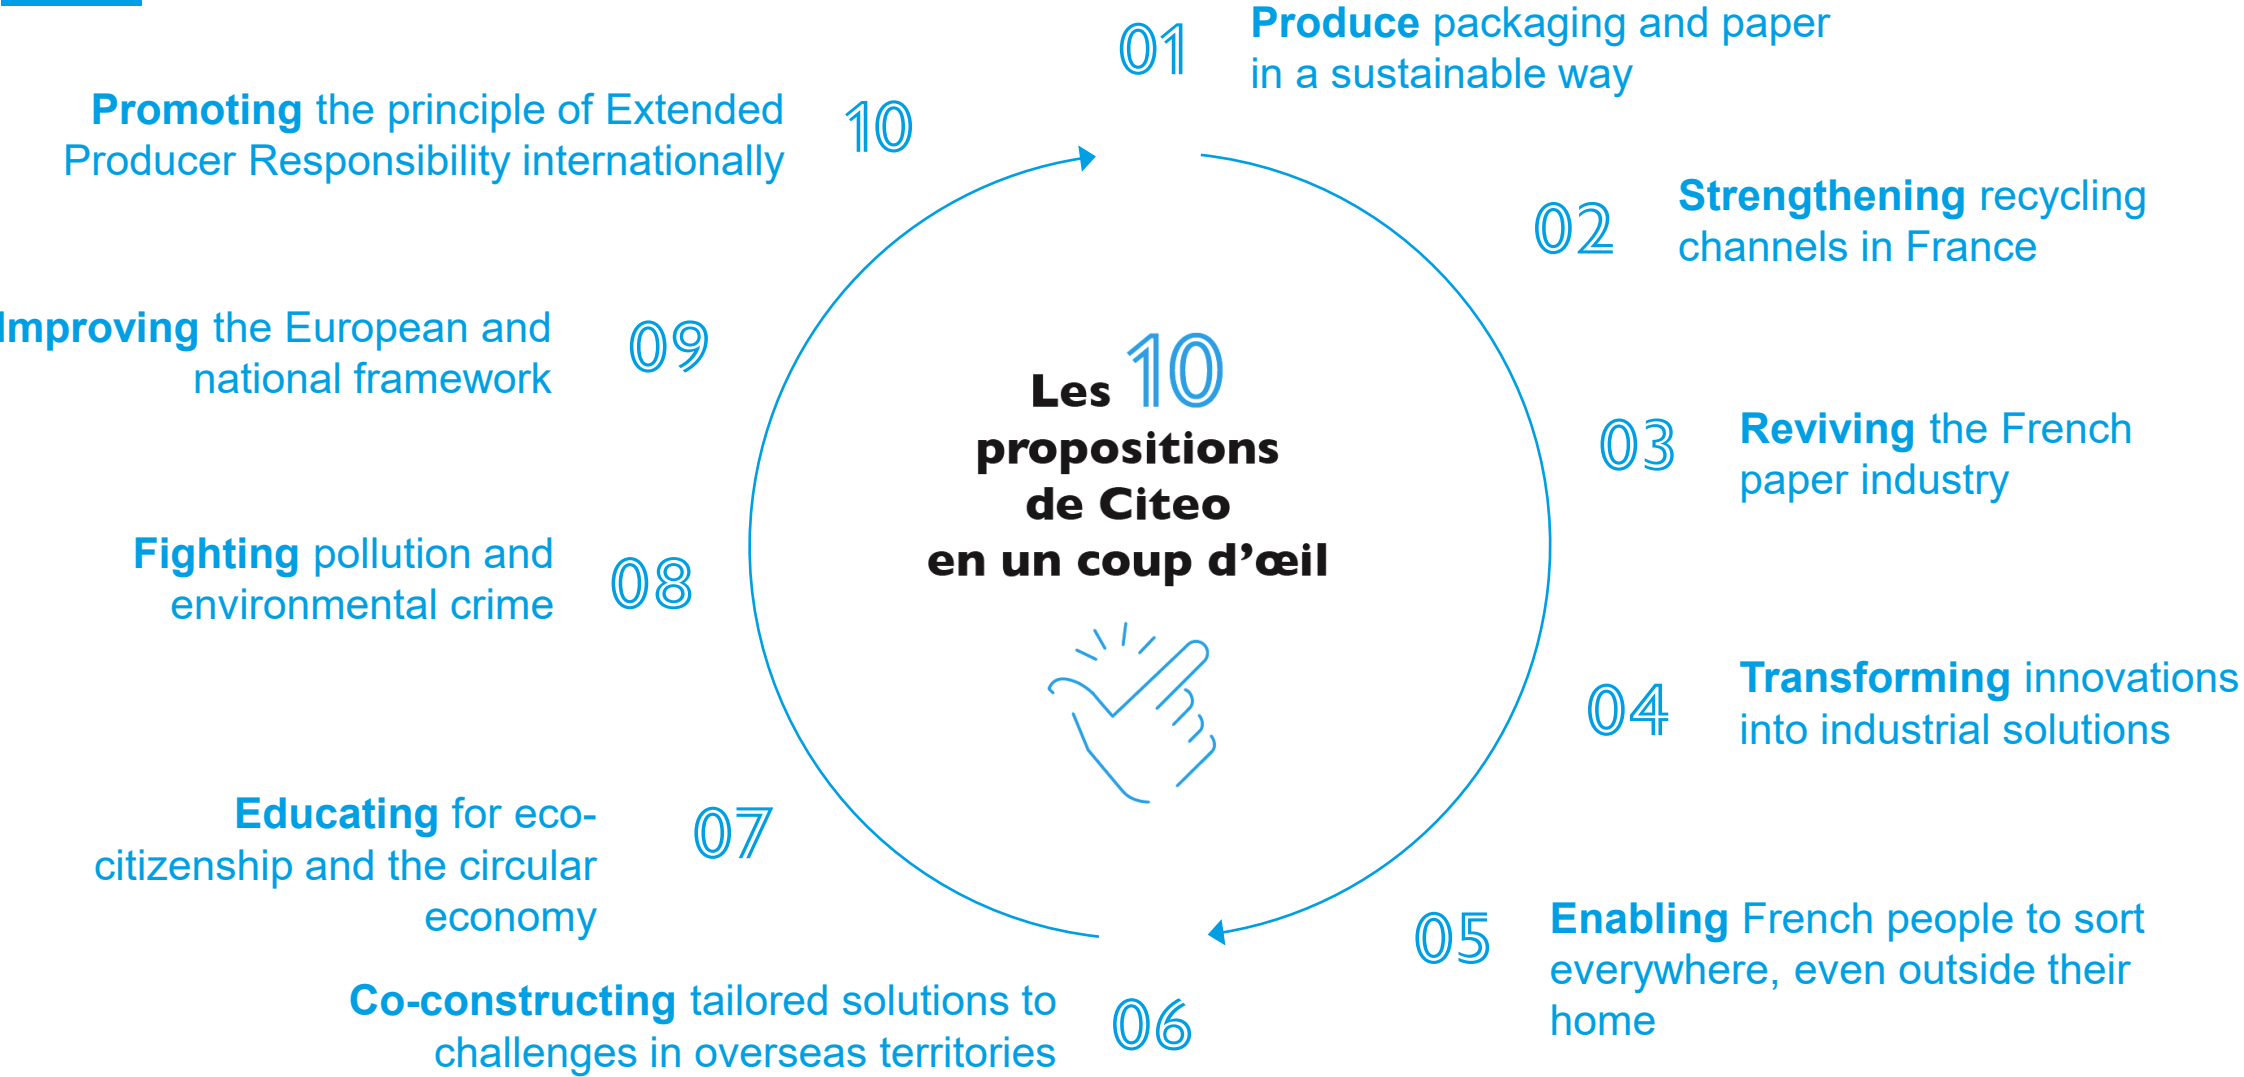 01
Produce packaging and paper
in a sustainable way
02
Strengthening recycling
channels in France
03
Reviving the French
paper industry
04
Transforming innovations
into industrial solutions
05
Enabling French people to sort
everywhere, even outside their
home
06
Co-constructing tailored solutions to
challenges in overseas territories
07
Educating for eco-
citizenship and the circular
economy
08
Fighting pollution and
environmental crime
09
Improving the European and
national framework
10
Promoting the principle of Extended
Producer Responsibility internationally
Les 10
propositions
de Citeo
en un coup d’œil